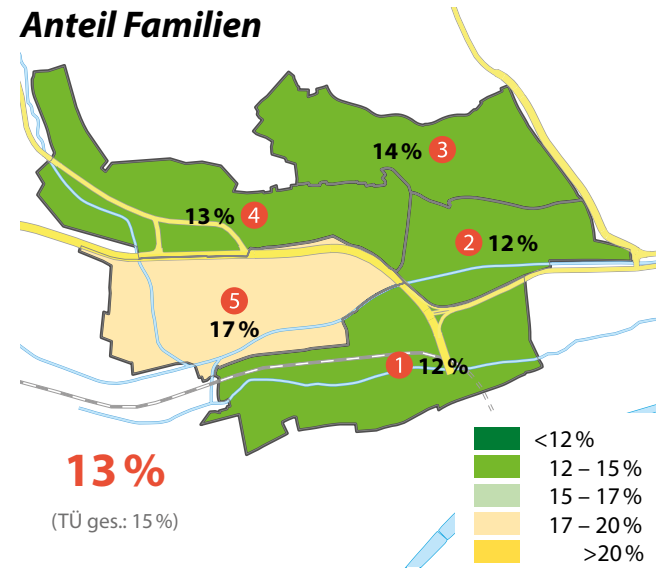 Anteil Familien
14 % 3
13 % 4
2 12 %
5
17 %
1 12 %
13 %
(TÜ ges.: 15 %)
<12 %
12 – 15 %
15 – 17 %
17 – 20 %
>20 %